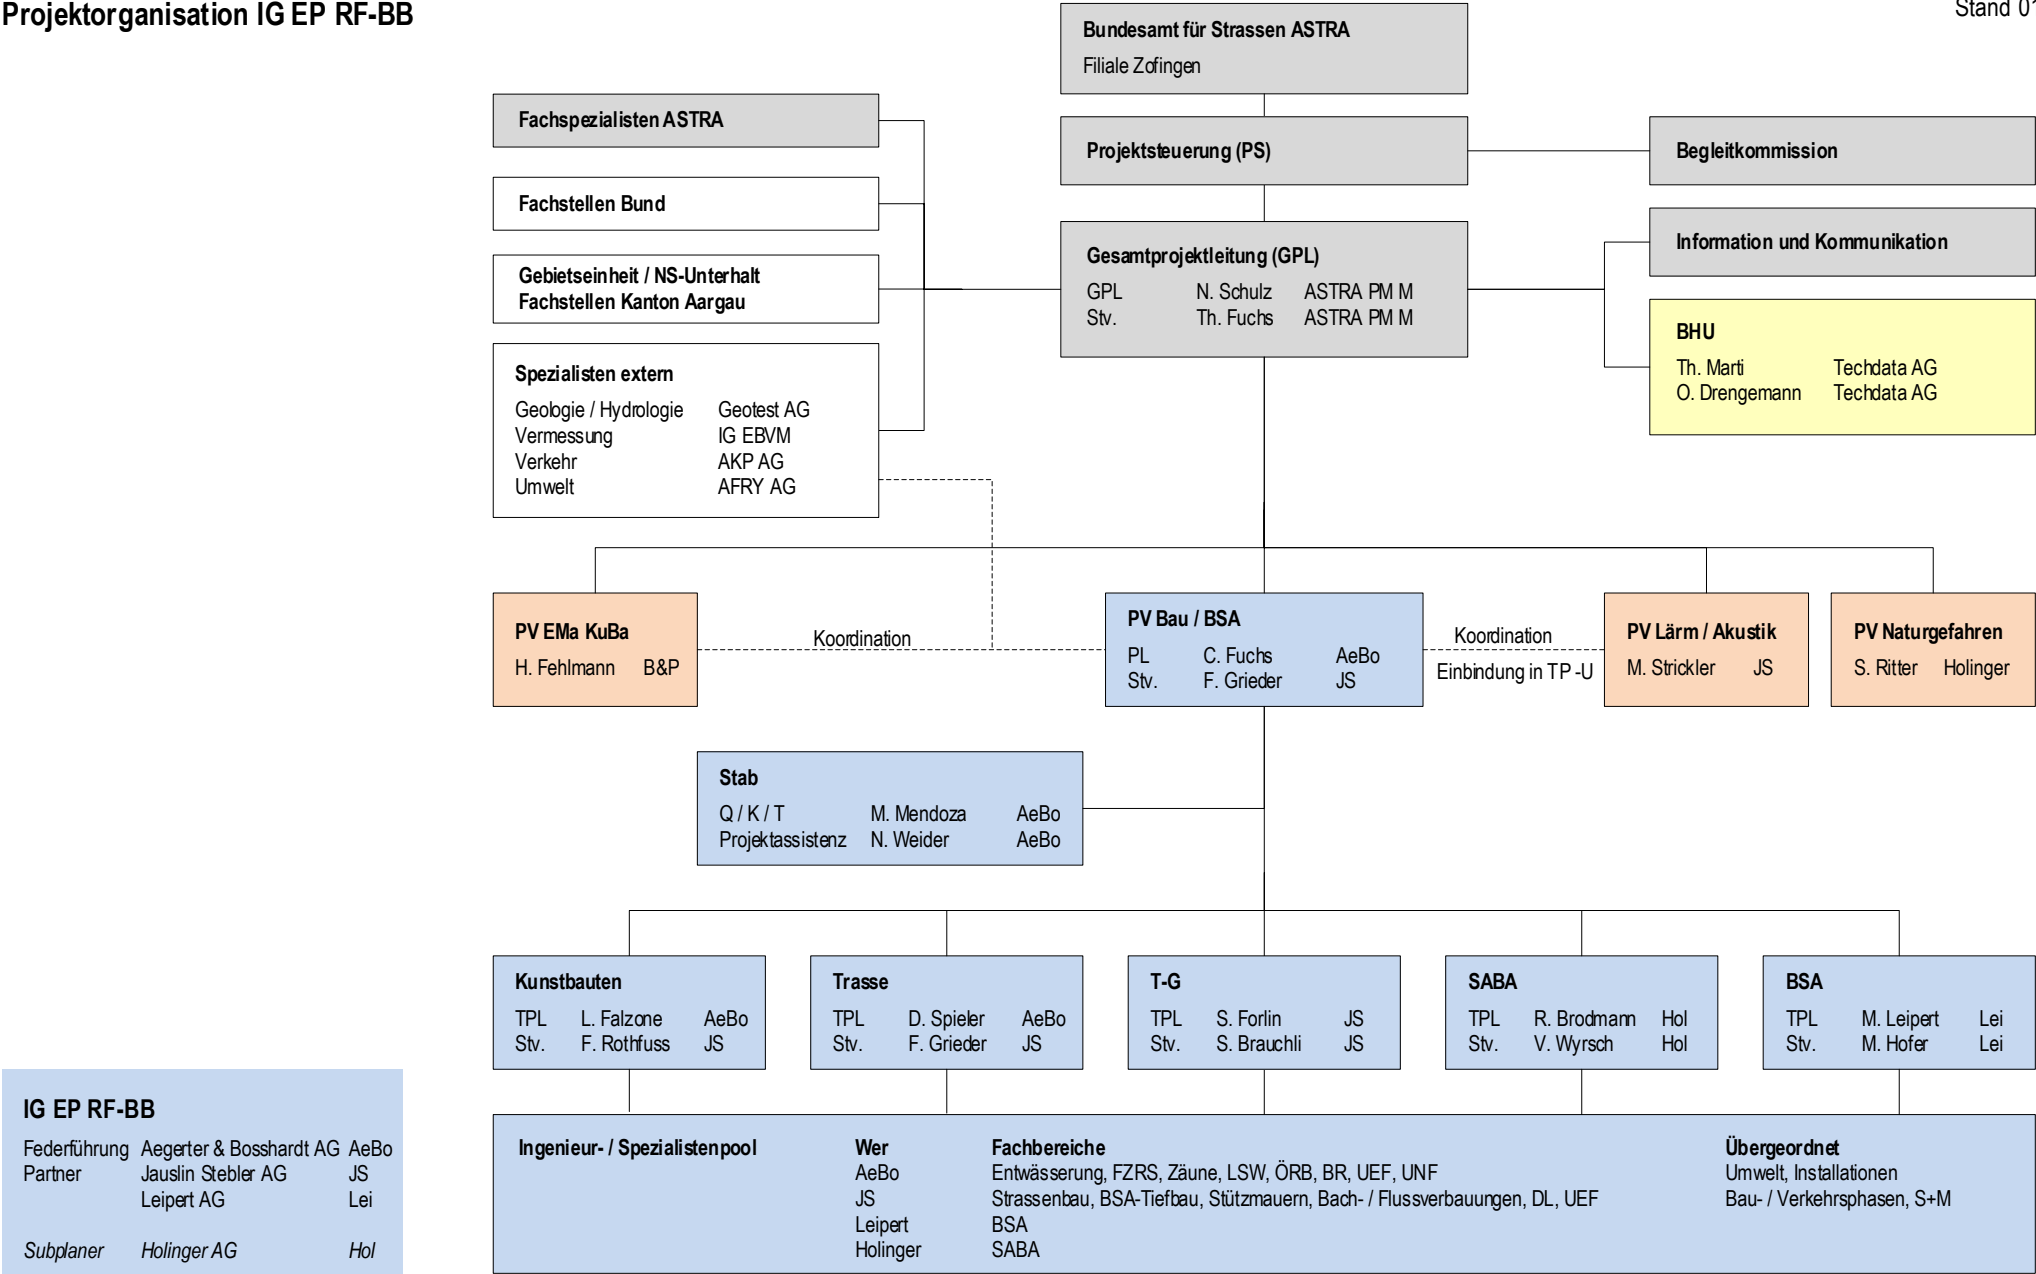 Projektorganisation IG EP RF-BB
Stand 01
Bundesamt für Strassen ASTRA
Filiale Zofingen
Fachspezialisten ASTRA
Projektsteuerung (PS)
Begleitkommission
Fachstellen Bund
Gesamtprojektleitung (GPL)
GPL N. Schulz ASTRA PM M
Stv. Th. Fuchs ASTRA PM M
Information und Kommunikation
Gebietseinheit / NS-Unterhalt
Fachstellen Kanton Aargau
BHU
Th. Marti Techdata AG
O. Drengemann Techdata AG
Spezialisten extern
Geologie / Hydrologie Geotest AG
Vermessung IG EBVM
Verkehr AKP AG
Umwelt AFRY AG
PV EMa KuBa
H. Fehlmann B&P
Koordination
PV Bau / BSA
PL C. Fuchs AeBo
Stv. F. Grieder JS
Koordination
Einbindung in TP -U
PV Lärm / Akustik
M. Strickler JS
PV Naturgefahren
S. Ritter Holinger
Stab
Q / K / T M. Mendoza AeBo
Projektassistenz N. Weider AeBo
Kunstbauten
TPL L. Falzone AeBo
Stv. F. Rothfuss JS
Trasse
TPL D. Spieler AeBo
Stv. F. Grieder JS
T-G
TPL S. Forlin JS
Stv. S. Brauchli JS
SABA
TPL R. Brodmann Hol
Stv. V. Wyrsch Hol
BSA
TPL M. Leipert Lei
Stv. M. Hofer Lei
IG EP RF-BB
Federführung Aegerter & Bosshardt AG AeBo
Partner Jauslin Stebler AG JS
Leipert AG Lei
Subplaner Holinger AG Hol
Ingenieur- / Spezialistenpool Wer Fachbereiche Übergeordnet
AeBo Entwässerung, FZRS, Zäune, LSW, ÖRB, BR, UEF, UNF Umwelt, Installationen
JS Strassenbau, BSA-Tiefbau, Stützmauern, Bach- / Flussverbauungen, DL, UEF Bau- / Verkehrsphasen, S+M
Leipert BSA
Holinger SABA